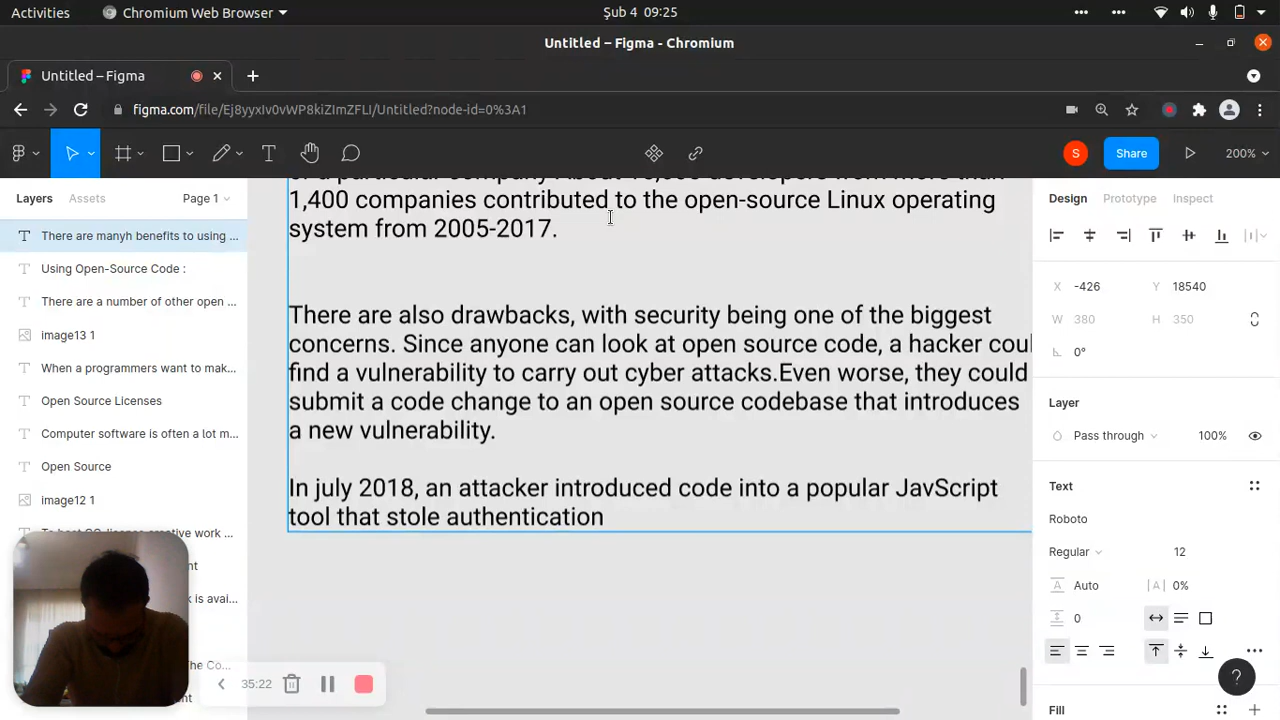 Activities
Chromium Web Browser
Şub 4 09:25
Untitled – Figma - Chromium
Untitled – Figma
figma.com/file/Ej8yyxIv0vWP8kiZImZFLI/Untitled?node-id=0%3A1
S
Share
200%
Layers
Assets
Page 1
There are manyh benefits to using ...
Using Open-Source Code :
There are a number of other open ...
image13 1
When a programmers want to mak...
Open Source Licenses
Computer software is often a lot m...
Open Source
image12 1
35:22
1,400 companies contributed to the open-source Linux operating
system from 2005-2017.
There are also drawbacks, with security being one of the biggest
concerns. Since anyone can look at open source code, a hacker coul
find a vulnerability to carry out cyber attacks.Even worse, they could
submit a code change to an open source codebase that introduces
a new vulnerability.
In july 2018, an attacker introduced code into a popular JavScript
tool that stole authentication
Design
Prototype
Inspect
X -426
Y 18540
W 380
H 350
0°
Layer
Pass through
100%
Text
Roboto
Regular
12
Auto
0%
0
Fill
?